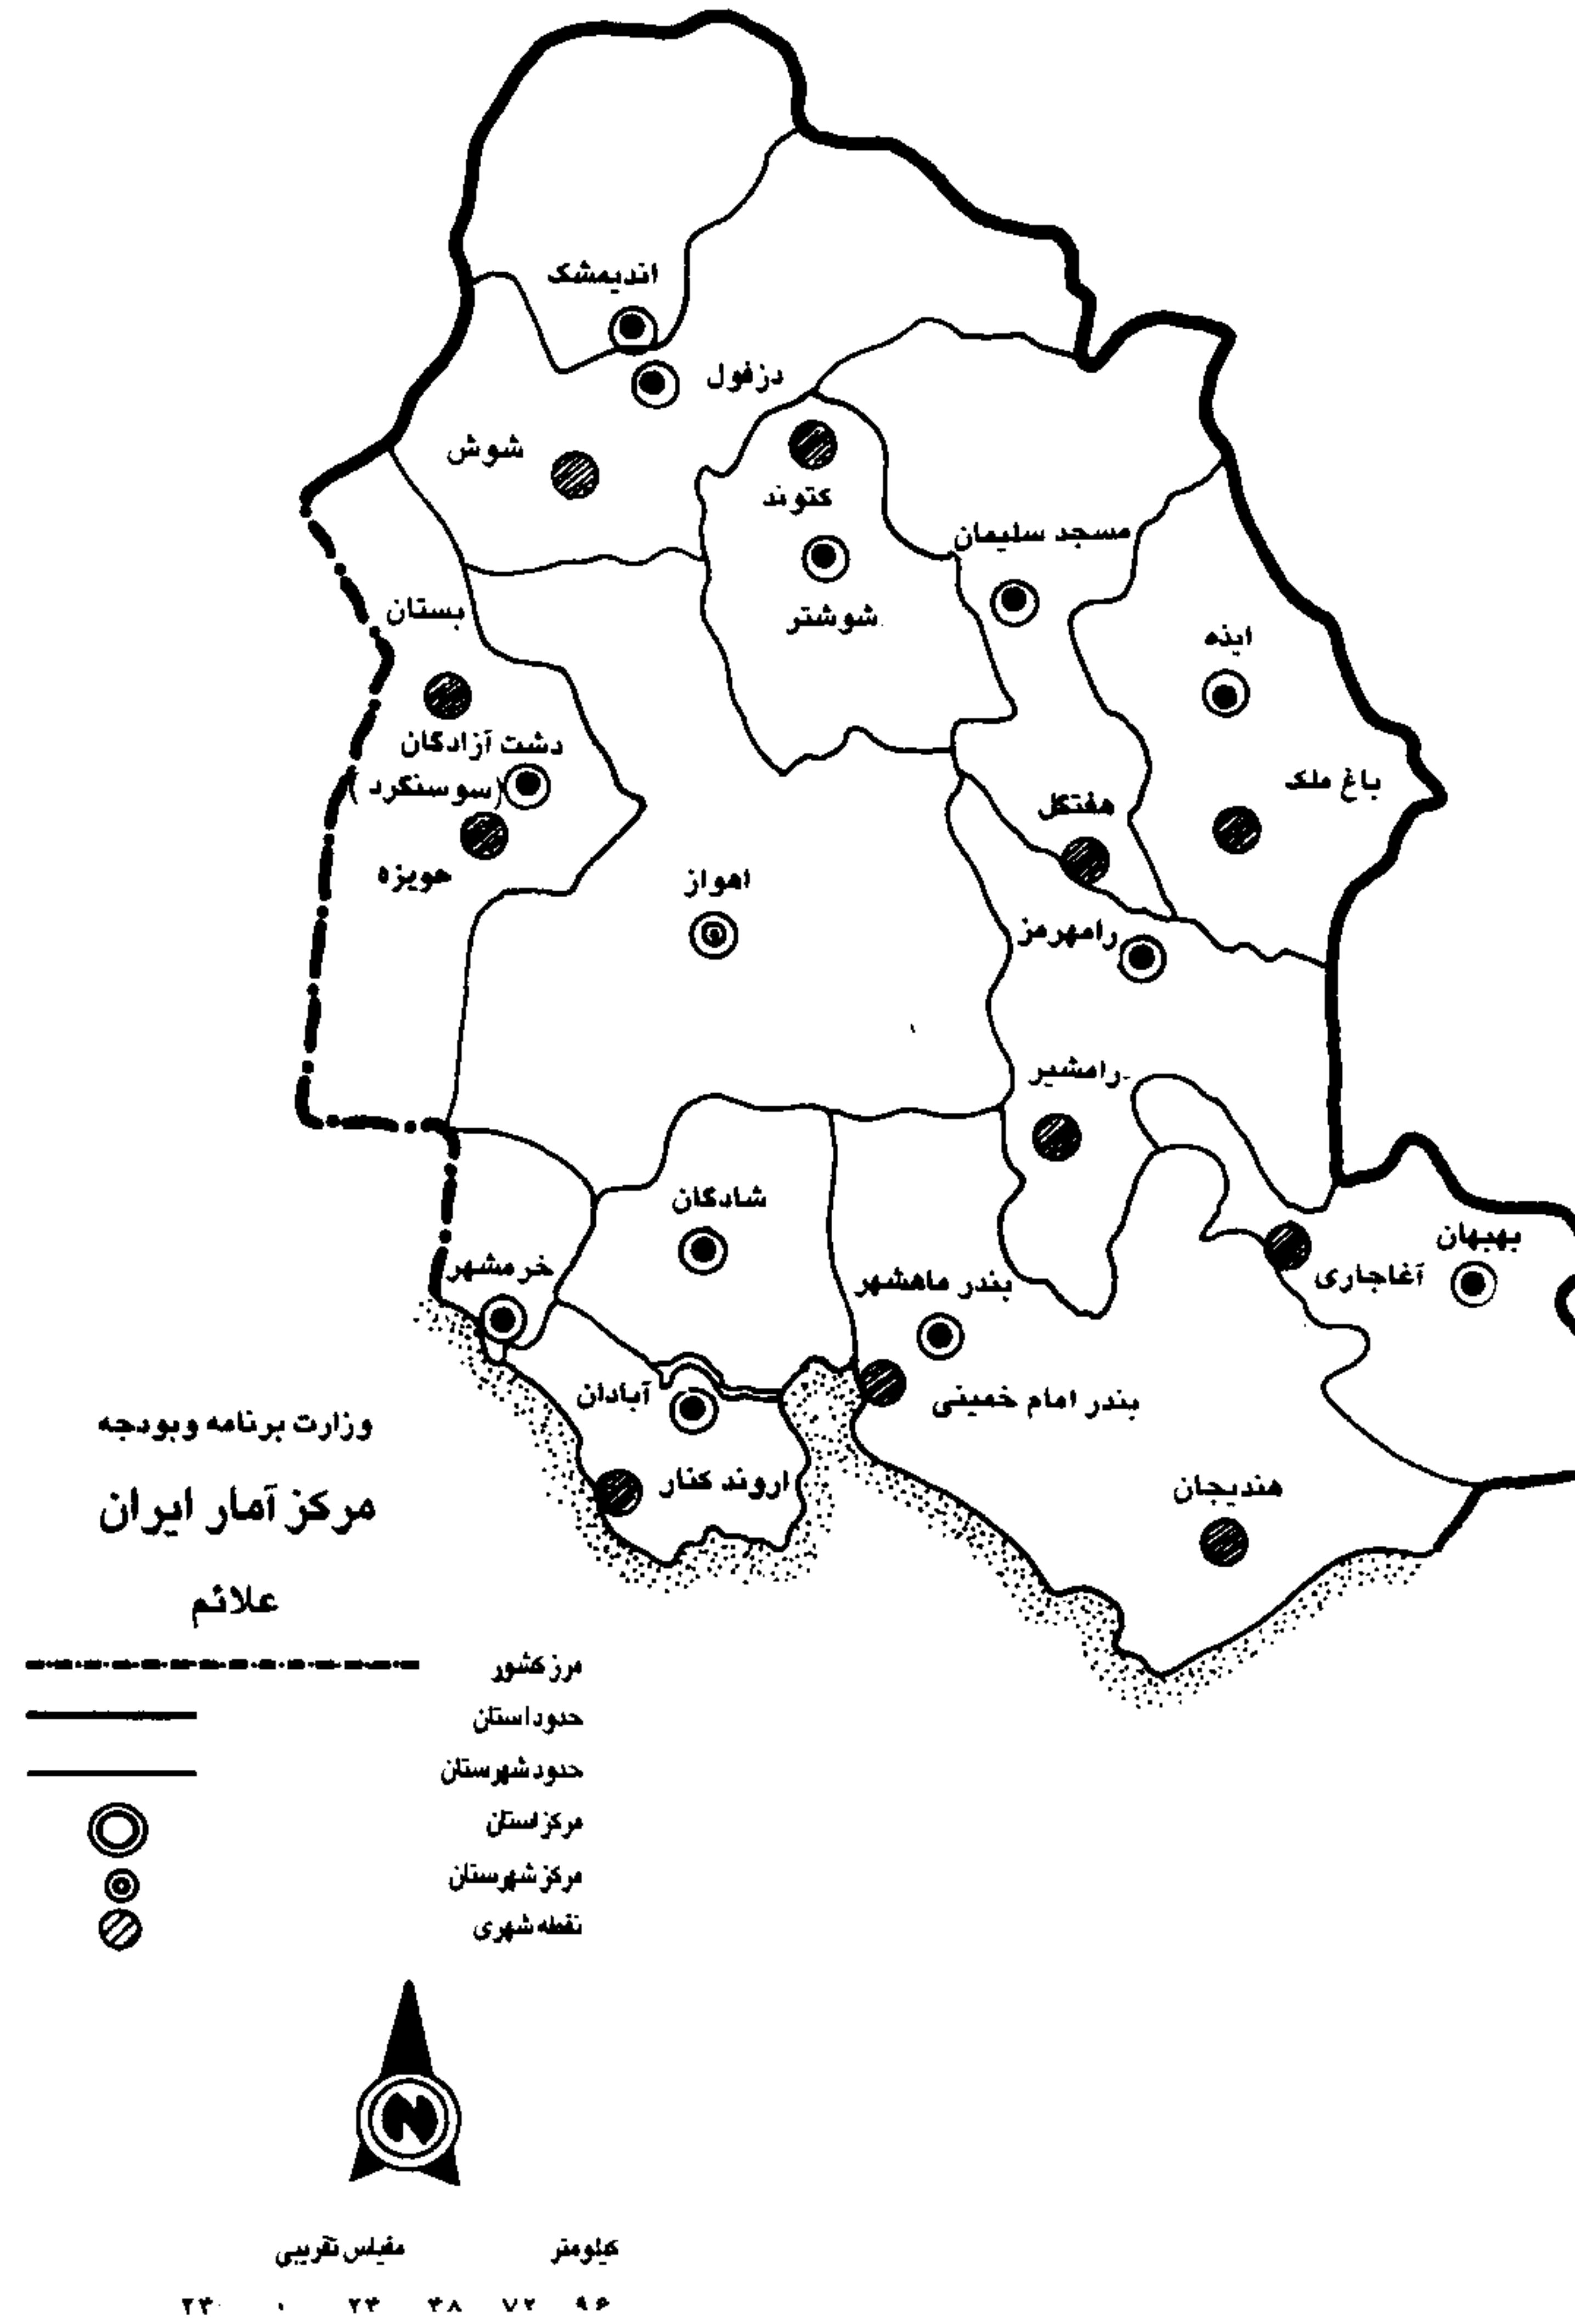 اندیمشک
دزفول
شوش
کتوند
مسجد سلیمان
شوشتر
بستان
ایذه
دشت آزادگان
(سوسنگرد)
باغ ملک
هفتکل
هویزه
اهواز
رامهرمز
رامشیر
شادگان
بهبهان
خرمشهر
بندر ماهشهر
آغاجاری
آبادان
بندر امام خمینی
اروند کنار
هندیجان
وزارت برنامه و بودجه
مرکز آمار ایران
علائم
مرز کشور
حدود استان
حدود شهرستان
مرکز استان
مرکز شهرستان
نقطه شهری
N
مقیاس تقریبی کیلومتر
۲۴ ۰ ۲۴ ۴۸ ۷۲ ۹۶